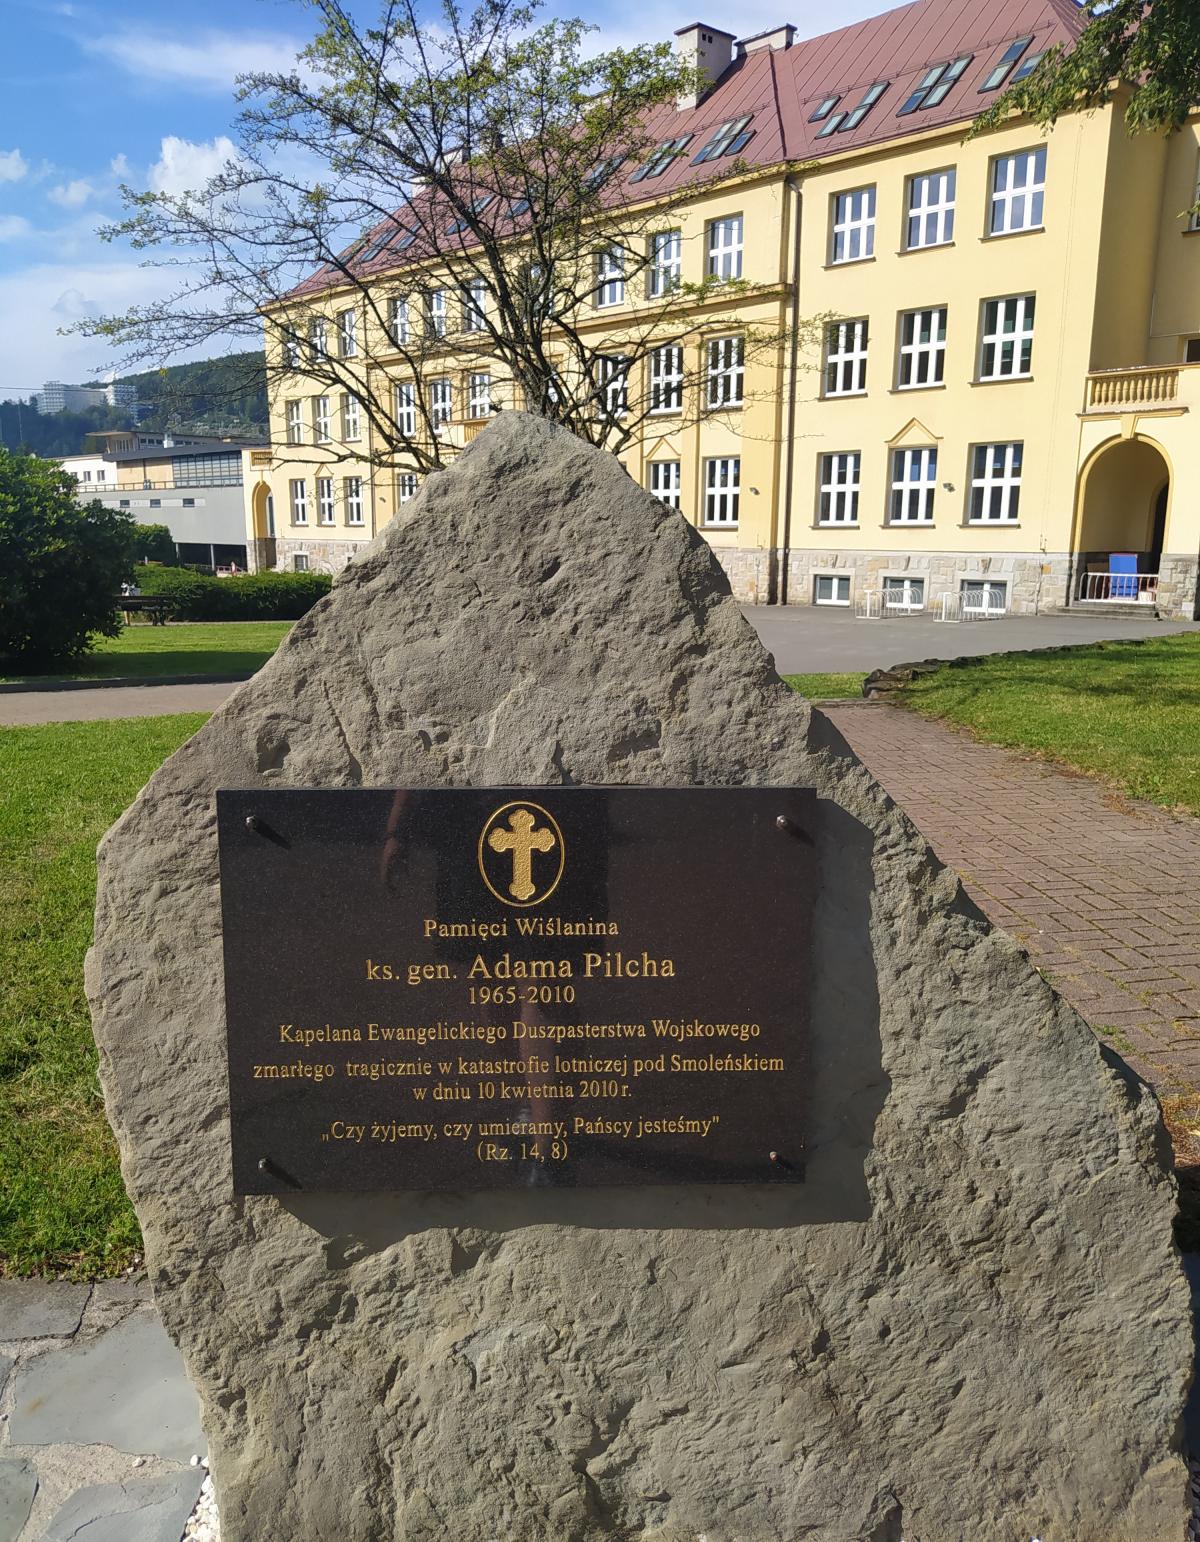 Pamięci Wiślanina
ks. gen. Adama Pilcha
1965-2010
Kapelana Ewangelickiego Duszpasterstwa Wojskowego
zmarłego tragicznie w katastrofie lotniczej pod Smoleńskiem
w dniu 10 kwietnia 2010 r.
„Czy żyjemy, czy umieramy, Pańscy jesteśmy”
(Rz. 14, 8)